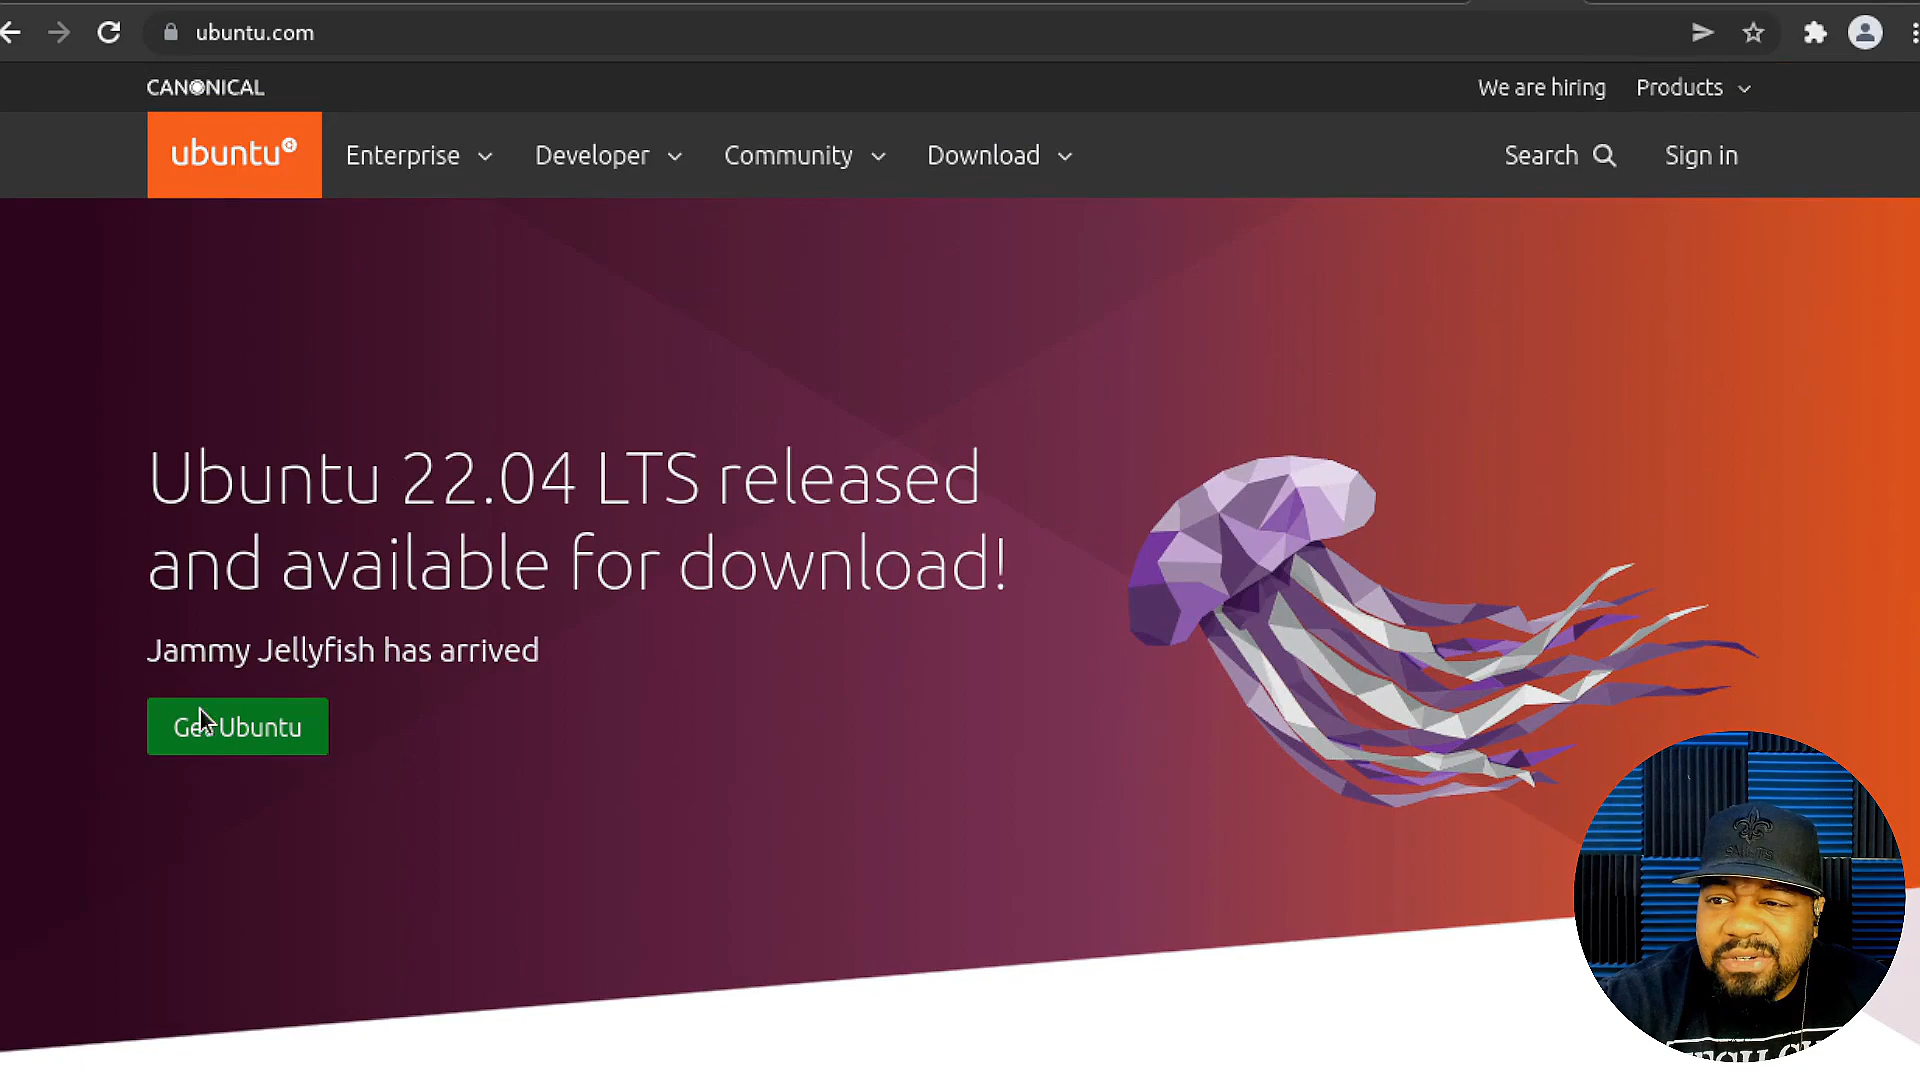 ubuntu.com
CANONICAL
We are hiring
Products
ubuntu
Enterprise
Developer
Community
Download
Search
Sign in
Ubuntu 22.04 LTS released
and available for download!
Jammy Jellyfish has arrived
Get Ubuntu
SAINTS